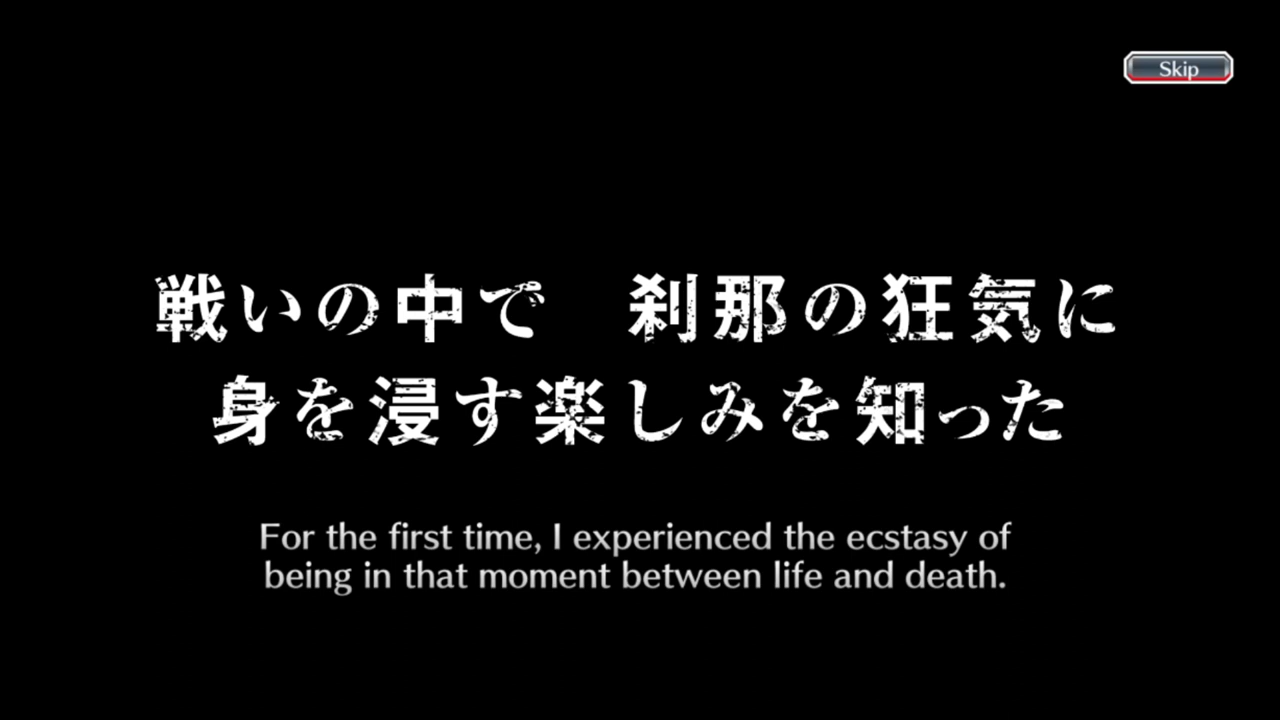 Skip
戦いの中で　刹那の狂気に
身を浸す楽しみを知った
For the first time, I experienced the ecstasy of
being in that moment between life and death.